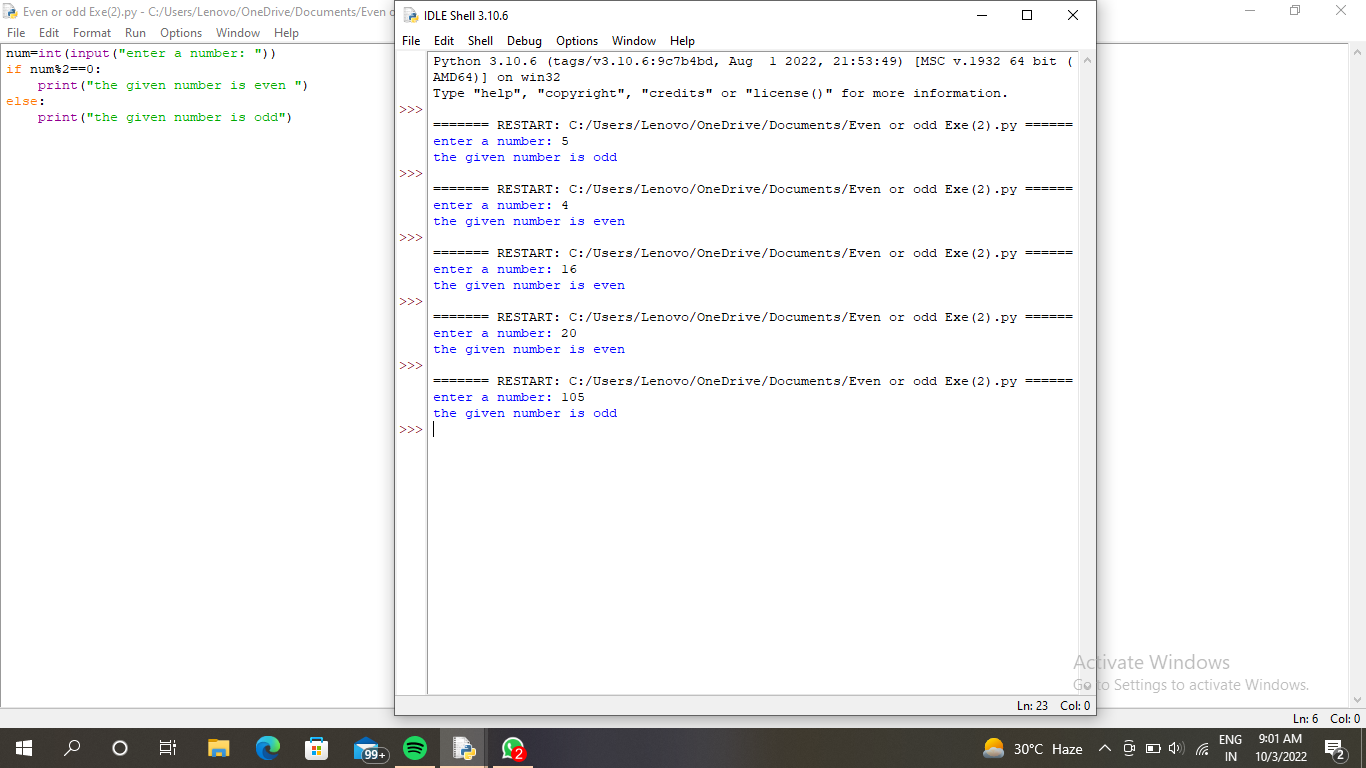 Even or odd Exe(2).py - C:/Users/Lenovo/OneDrive/Documents/Even
File Edit Format Run Options Window Help
num=int(input("enter a number: "))
if num%2==0:
    print("the given number is even ")
else:
    print("the given number is odd")
IDLE Shell 3.10.6
File Edit Shell Debug Options Window Help
Python 3.10.6 (tags/v3.10.6:9c7b4bd, Aug  1 2022, 21:53:49) [MSC v.1932 64 bit (
AMD64)] on win32
Type "help", "copyright", "credits" or "license()" for more information.
>>>
======= RESTART: C:/Users/Lenovo/OneDrive/Documents/Even or odd Exe(2).py ======
enter a number: 5
the given number is odd
>>>
======= RESTART: C:/Users/Lenovo/OneDrive/Documents/Even or odd Exe(2).py ======
enter a number: 4
the given number is even
>>>
======= RESTART: C:/Users/Lenovo/OneDrive/Documents/Even or odd Exe(2).py ======
enter a number: 16
the given number is even
>>>
======= RESTART: C:/Users/Lenovo/OneDrive/Documents/Even or odd Exe(2).py ======
enter a number: 20
the given number is even
>>>
======= RESTART: C:/Users/Lenovo/OneDrive/Documents/Even or odd Exe(2).py ======
enter a number: 105
the given number is odd
>>>
Ln: 23 Col: 0
Activate Windows
Go to Settings to activate Windows.
Ln: 6 Col: 0
99+
2
30°C Haze
ENG
IN
9:01 AM
10/3/2022
2